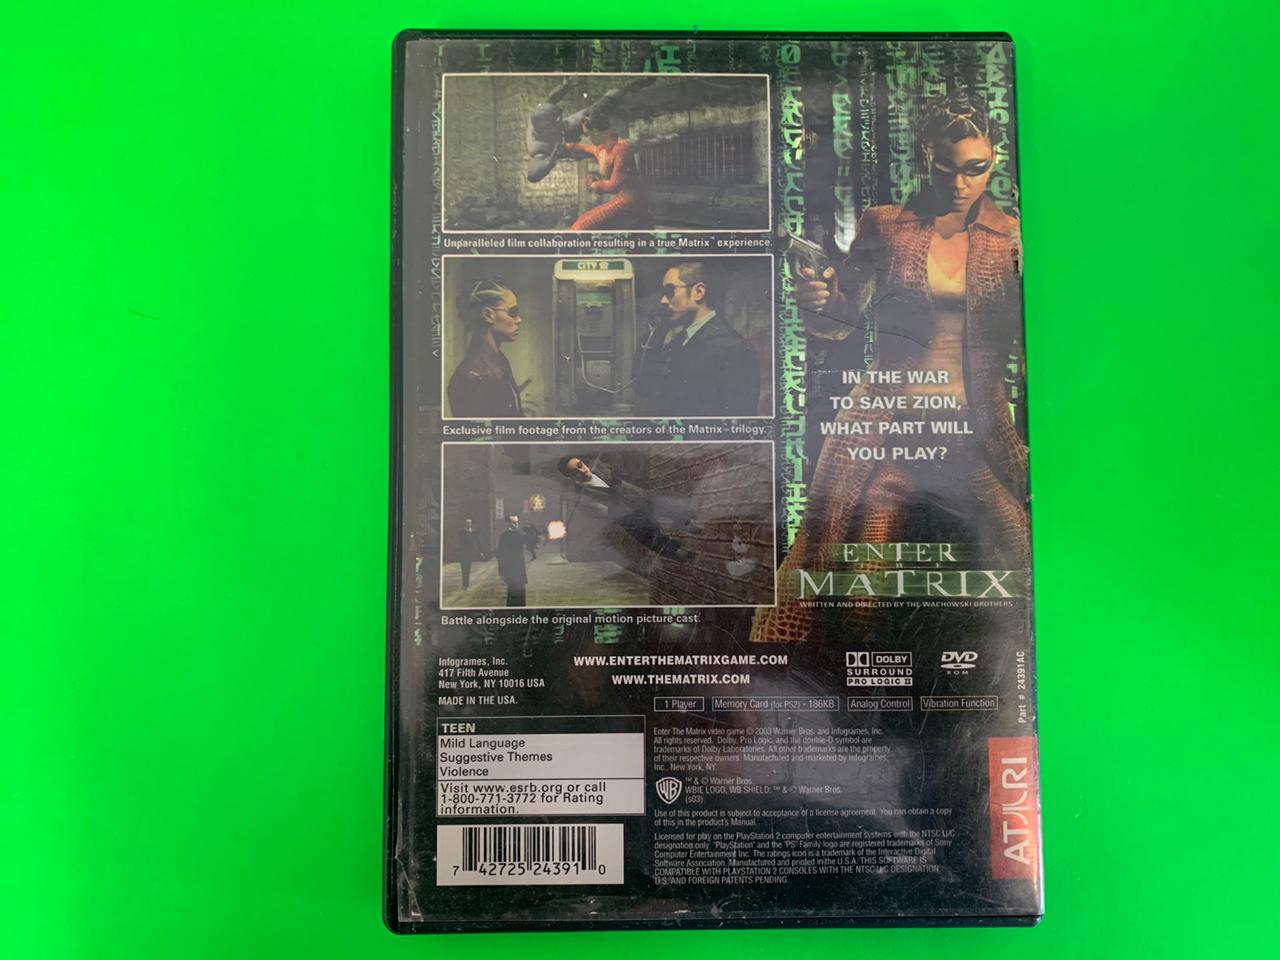 Unparalleled film collaboration resulting in a true Matrix™ experience.
CITY
Exclusive film footage from the creators of the Matrix™ trilogy.
Battle alongside the original motion picture cast.
IN THE WAR
TO SAVE ZION,
WHAT PART WILL
YOU PLAY?
ENTER
THE
MATRIX
WRITTEN AND DIRECTED BY THE WACHOWSKI BROTHERS
Infogrames, Inc.
417 Fifth Avenue
New York, NY 10016 USA
MADE IN THE USA.
WWW.ENTERTHEMATRIXGAME.COM
WWW.THEMATRIX.COM
DOLBY
SURROUND
PRO LOGIC II
DVD
ROM
Part # 24391AC
1 Player
Memory Card (for PS2) - 186KB
Analog Control
Vibration Function
TEEN
Mild Language
Suggestive Themes
Violence
Visit www.esrb.org or call
1-800-771-3772 for Rating
information.
7 42725 24391 0
Enter The Matrix video game © 2003 Warner Bros. and Infogrames, Inc.
All rights reserved. Dolby, Pro Logic, and the double-D symbol are
trademarks of Dolby Laboratories. All other trademarks are the property
of their respective owners. Manufactured and marketed by Infogrames,
Inc., New York, NY.
WB
™ & © Warner Bros.
WBIE LOGO, WB SHIELD: ™ & © Warner Bros.
(s03)
Use of this product is subject to acceptance of a license agreement. You can obtain a copy
of this in the product's Manual.
Licensed for play on the PlayStation 2 computer entertainment systems with the NTSC U/C
designation only. "PlayStation" and the "PS" Family logo are registered trademarks of Sony
Computer Entertainment Inc. The ratings icon is a trademark of the Interactive Digital
Software Association. Manufactured and printed in the U.S.A. THIS SOFTWARE IS
COMPATIBLE WITH PLAYSTATION 2 CONSOLES WITH THE NTSC U/C DESIGNATION.
U.S. AND FOREIGN PATENTS PENDING.
ATARI